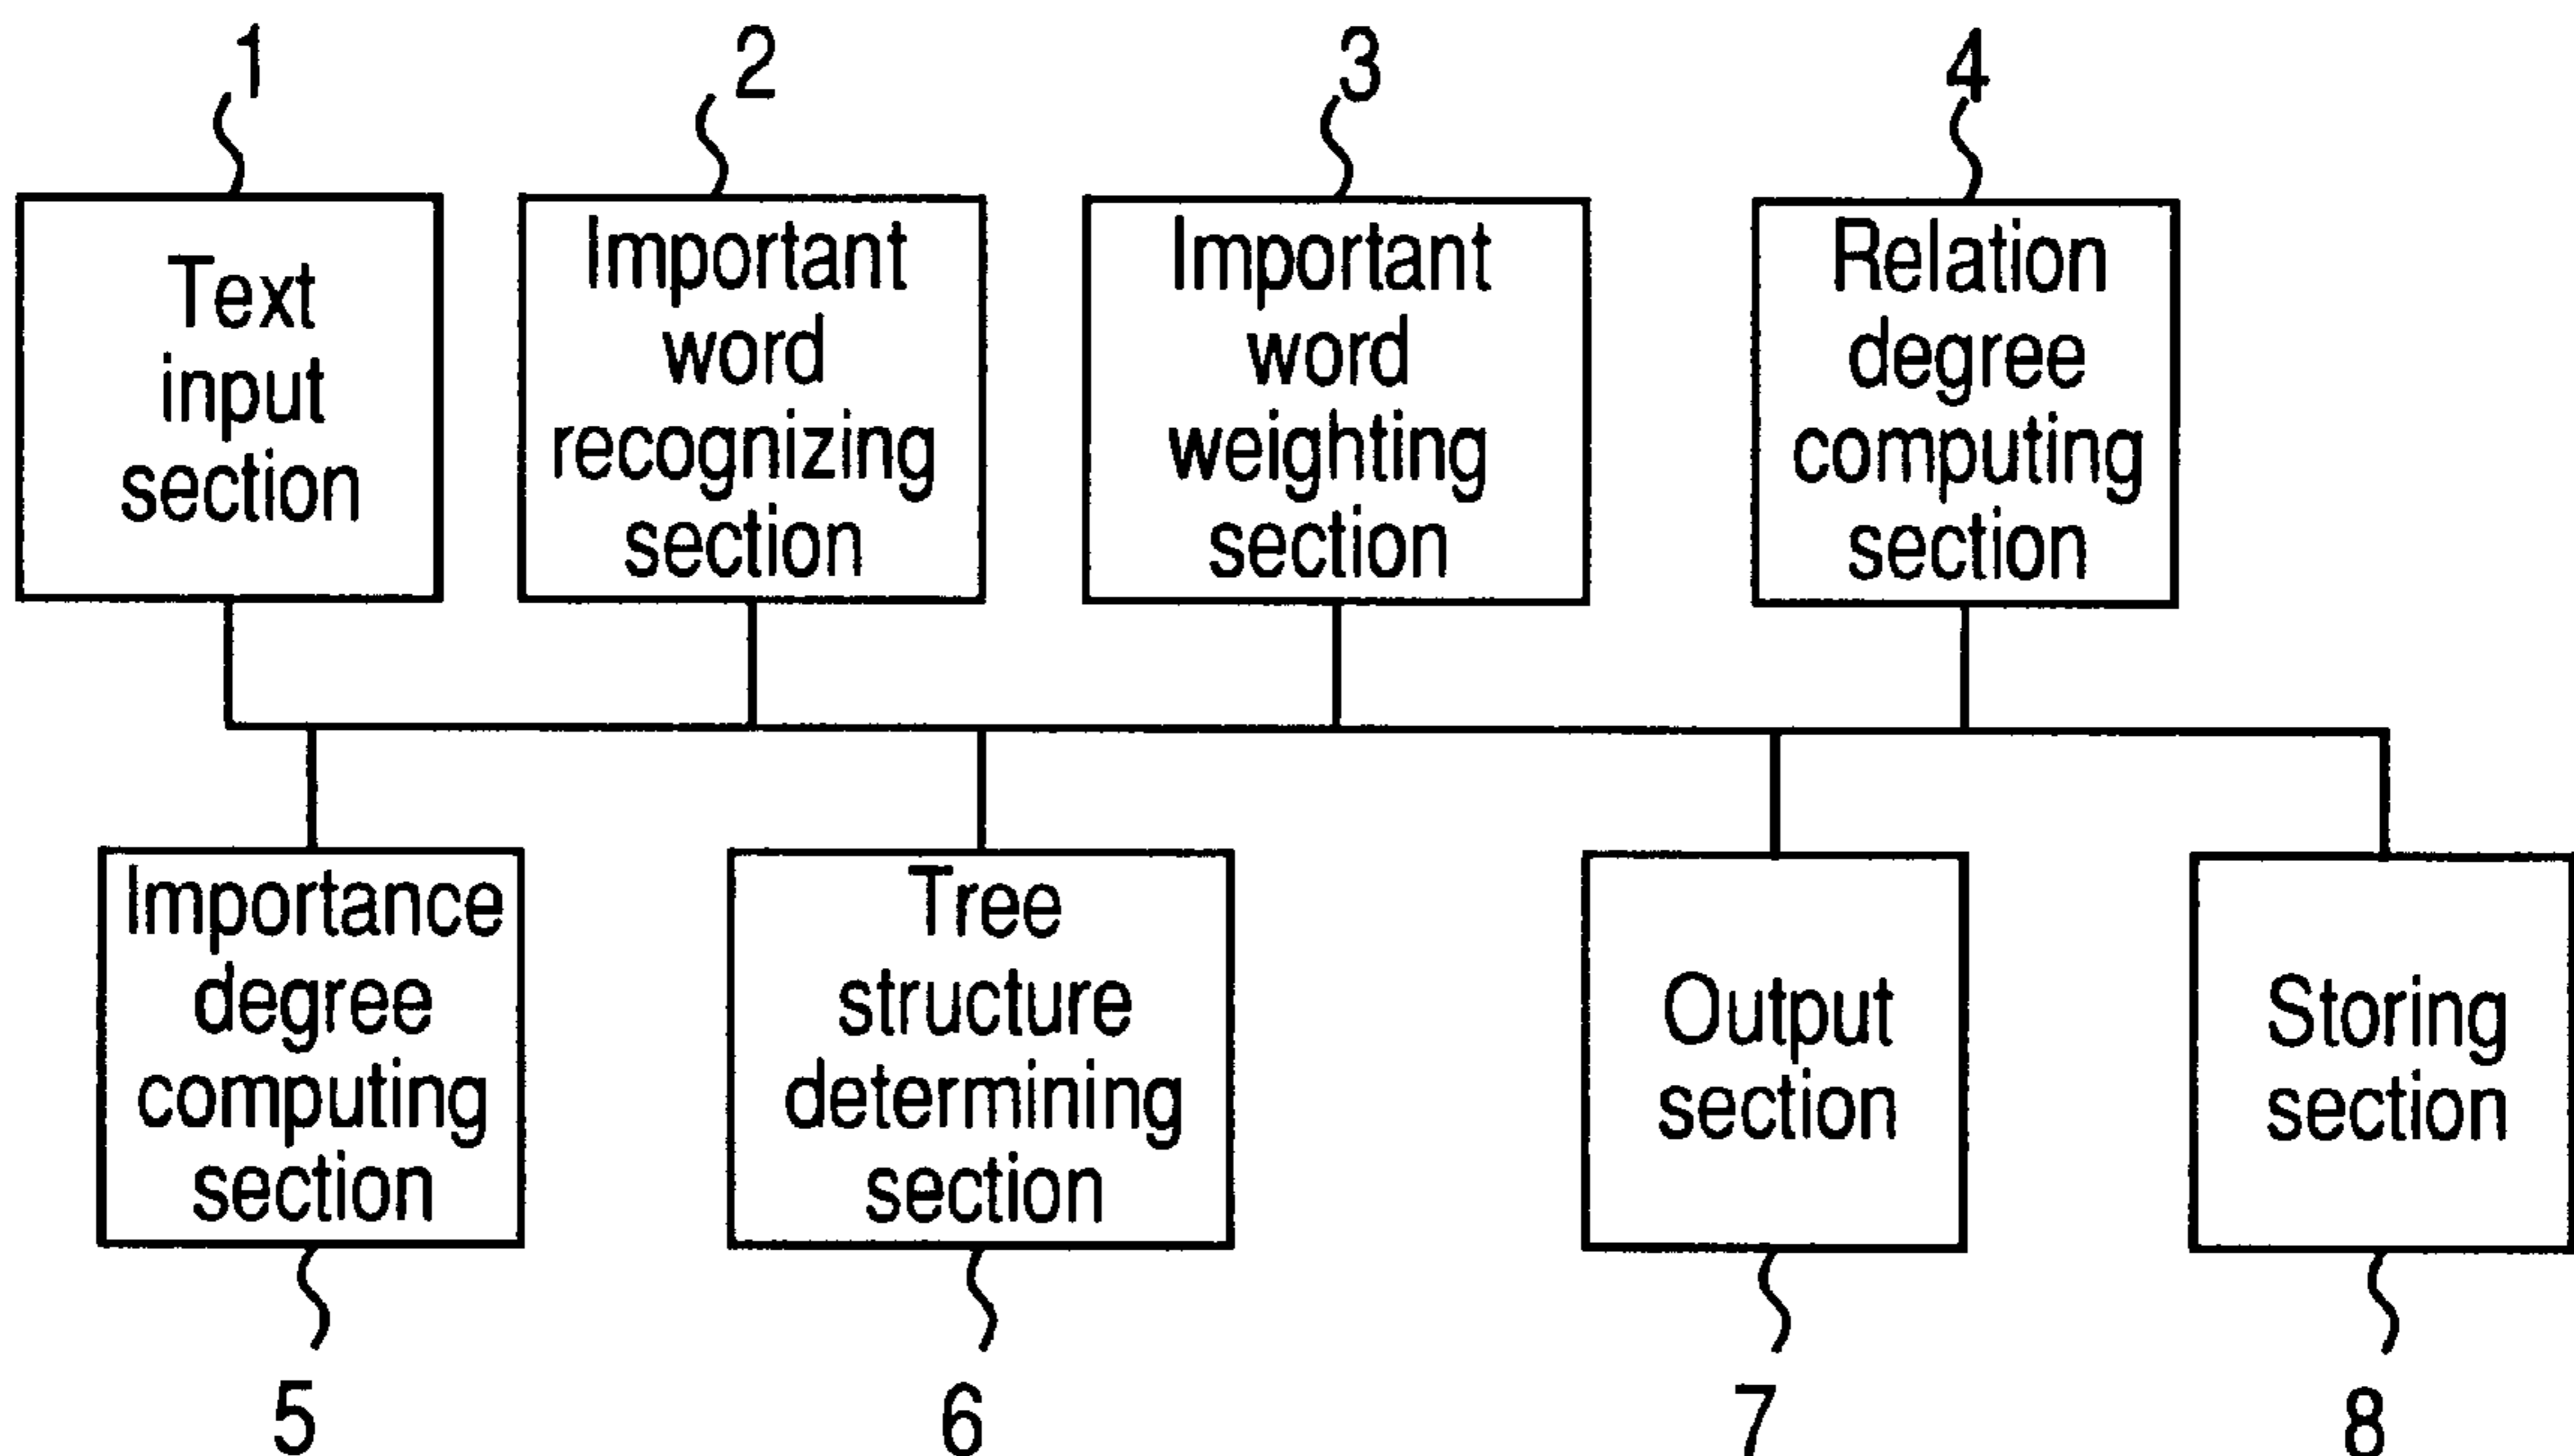 1
2
3
4
Text
input
section
Important
word
recognizing
section
Important
word
weighting
section
Relation
degree
computing
section
Importance
degree
computing
section
Tree
structure
determining
section
Output
section
Storing
section
5
6
7
8